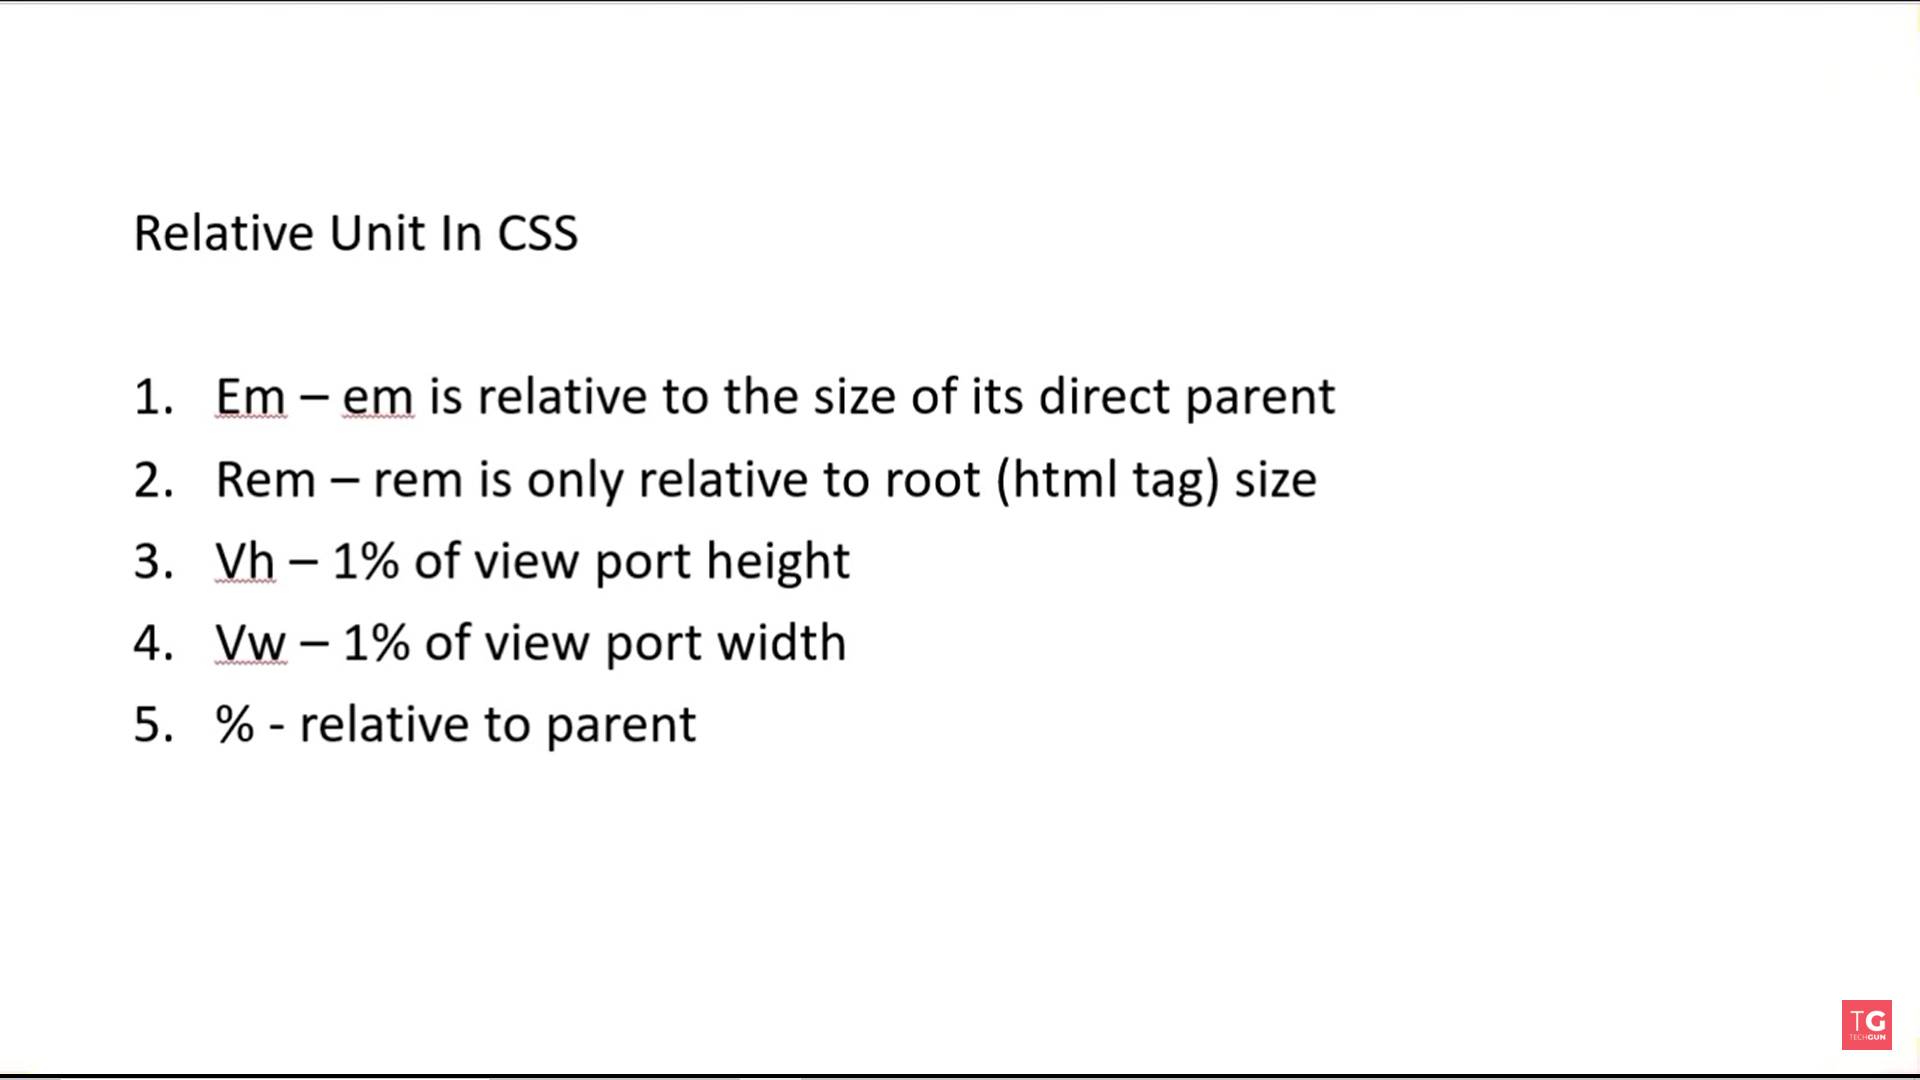 Relative Unit In CSS
1. Em – em is relative to the size of its direct parent
2. Rem – rem is only relative to root (html tag) size
3. Vh – 1% of view port height
4. Vw – 1% of view port width
5. % - relative to parent
TG
TECHGUN